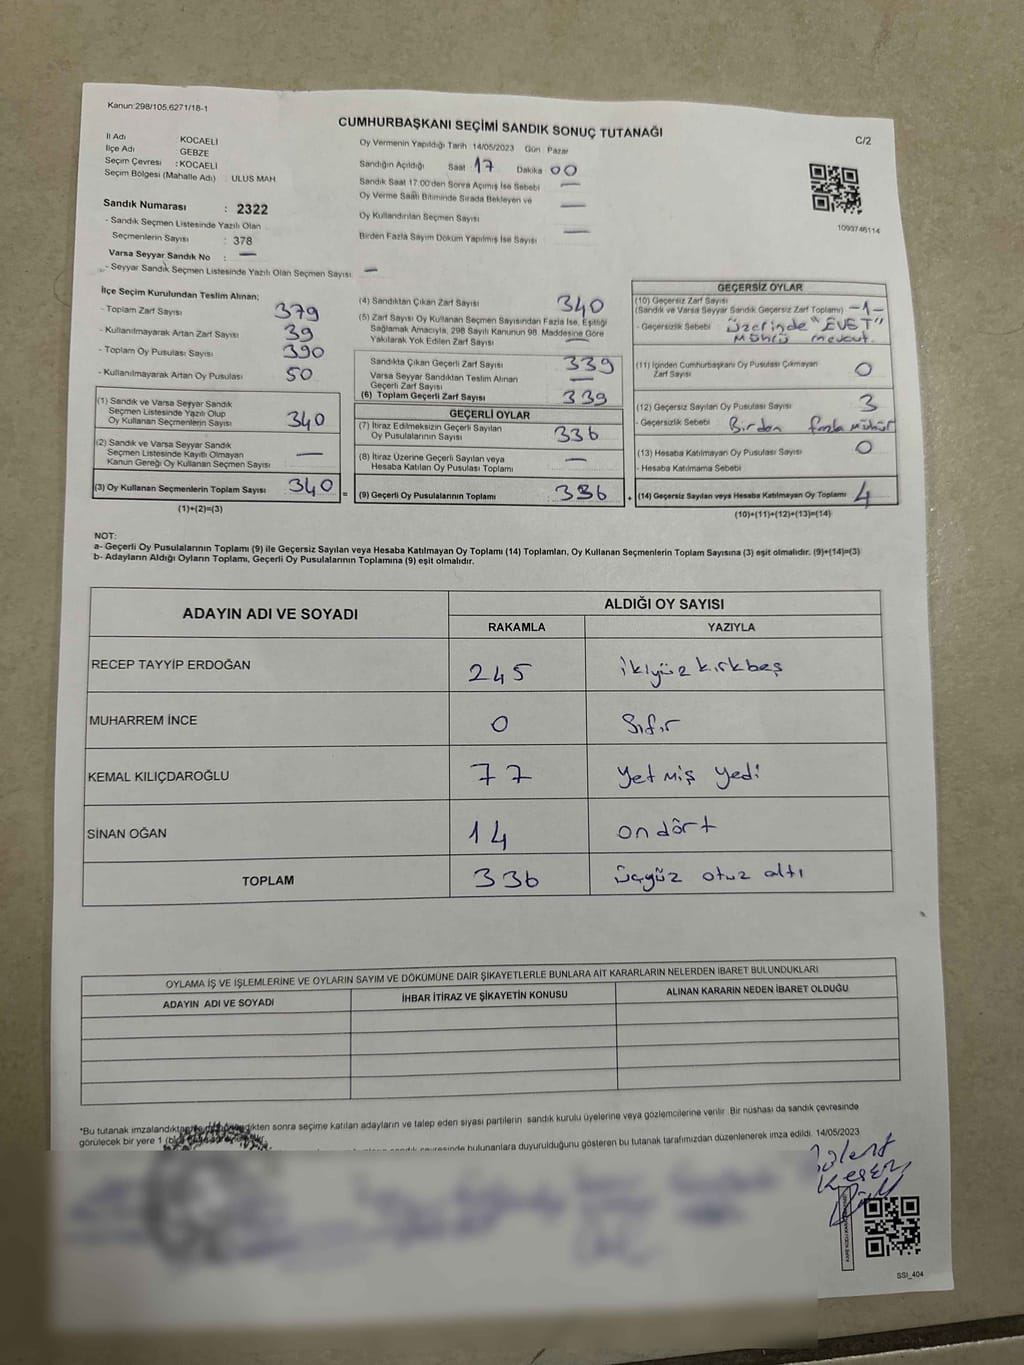 Kanun:298/105,6271/18-1
CUMHURBAŞKANI SEÇİMİ SANDIK SONUÇ TUTANAĞI
C/2
İl Adı KOCAELİ
İlçe Adı : GEBZE
Seçim Çevresi : KOCAELİ
Seçim Bölgesi (Mahalle Adı) : ULUS MAH.
Oy Vermenin Yapıldığı Tarih 14/05/2023 Gün Pazar
Sandığın Açıldığı Saat 17 Dakika 00
Sandık Saat 17:00'den Sonra Açılmış İse Sebebi —
Oy Verme Saati Bitiminde Sırada Bekleyen ve
Oy Kullandırılan Seçmen Sayısı —
Birden Fazla Sayım Döküm Yapılmış İse Sayısı —
1093746114
Sandık Numarası : 2322
- Sandık Seçmen Listesinde Yazılı Olan
Seçmenlerin Sayısı : 378
Varsa Seyyar Sandık No : —
- Seyyar Sandık Seçmen Listesinde Yazılı Olan Seçmen Sayısı —
İlçe Seçim Kurulundan Teslim Alınan:
- Toplam Zarf Sayısı 379
- Kullanılmayarak Artan Zarf Sayısı 39
- Toplam Oy Pusulası Sayısı 390
- Kullanılmayarak Artan Oy Pusulası 50
(1) Sandık ve Varsa Seyyar Sandık
Seçmen Listesinde Yazılı Olup
Oy Kullanan Seçmenlerin Sayısı 340
(2) Sandık ve Varsa Seyyar Sandık
Seçmen Listesinde Kayıtlı Olmayan
Kanun Gereği Oy Kullanan Seçmen Sayısı —
(3) Oy Kullanan Seçmenlerin Toplam Sayısı 340 =
(1)+(2)=(3)
(4) Sandıktan Çıkan Zarf Sayısı 340
(5) Zarf Sayısı Oy Kullanan Seçmen Sayısından Fazla İse, Eşitliği
Sağlamak Amacıyla, 298 Sayılı Kanunun 98. Maddesine Göre
Yakılarak Yok Edilen Zarf Sayısı —
Sandıkta Çıkan Geçerli Zarf Sayısı 339
Varsa Seyyar Sandıktan Teslim Alınan
Geçerli Zarf Sayısı —
(6) Toplam Geçerli Zarf Sayısı 339
GEÇERLİ OYLAR
(7) İtiraz Edilmeksizin Geçerli Sayılan
Oy Pusulalarının Sayısı 336
(8) İtiraz Üzerine Geçerli Sayılan veya
Hesaba Katılan Oy Pusulası Toplamı —
(9) Geçerli Oy Pusulalarının Toplamı 336 +
GEÇERSİZ OYLAR
(10) Geçersiz Zarf Sayısı
(Sandık ve Varsa Seyyar Sandık Geçersiz Zarf Toplamı) -1-
- Geçersizlik Sebebi Üzerinde "EVET"
Mührü mevcut.
(11) İçinden Cumhurbaşkanı Oy Pusulası Çıkmayan
Zarf Sayısı 0
(12) Geçersiz Sayılan Oy Pusulası Sayısı 3
- Geçersizlik Sebebi Birden fazla mühür
(13) Hesaba Katılmayan Oy Pusulası Sayısı 0
- Hesaba Katılmama Sebebi
(14) Geçersiz Sayılan veya Hesaba Katılmayan Oy Toplamı 4
(10)+(11)+(12)+(13)=(14)
NOT:
a- Geçerli Oy Pusulalarının Toplamı (9) ile Geçersiz Sayılan veya Hesaba Katılmayan Oy Toplamı (14) Toplamları, Oy Kullanan Seçmenlerin Toplam Sayısına (3) eşit olmalıdır. (9)+(14)=(3)
b- Adayların Aldığı Oyların Toplamı, Geçerli Oy Pusulalarının Toplamına (9) eşit olmalıdır.
ADAYIN ADI VE SOYADI
ALDIĞI OY SAYISI
RAKAMLA YAZIYLA
RECEP TAYYİP ERDOĞAN 245 ikiyüz kırkbeş
MUHARREM İNCE 0 Sıfır
KEMAL KILIÇDAROĞLU 77 Yetmiş yedi
SİNAN OĞAN 14 ondört
TOPLAM 336 üçyüz otuz altı
OYLAMA İŞ VE İŞLEMLERİNE VE OYLARIN SAYIM VE DÖKÜMÜNE DAİR ŞİKAYETLERLE BUNLARA AİT KARARLARIN NELERDEN İBARET BULUNDUKLARI
ADAYIN ADI VE SOYADI İHBAR İTİRAZ VE ŞİKAYETİN KONUSU ALINAN KARARIN NEDEN İBARET OLDUĞU
*Bu tutanak imzalandıktan sonra seçime katılan adayların ve talep eden siyasi partilerin sandık kurulu üyelerine veya gözlemcilerine verilir. Bir nüshası da sandık çevresinde
görülecek bir yere 1 çevresinde bulunanlara duyurulduğunu gösteren bu tutanak tarafımızdan düzenlenerek imza edildi. 14/05/2023
SSI_404